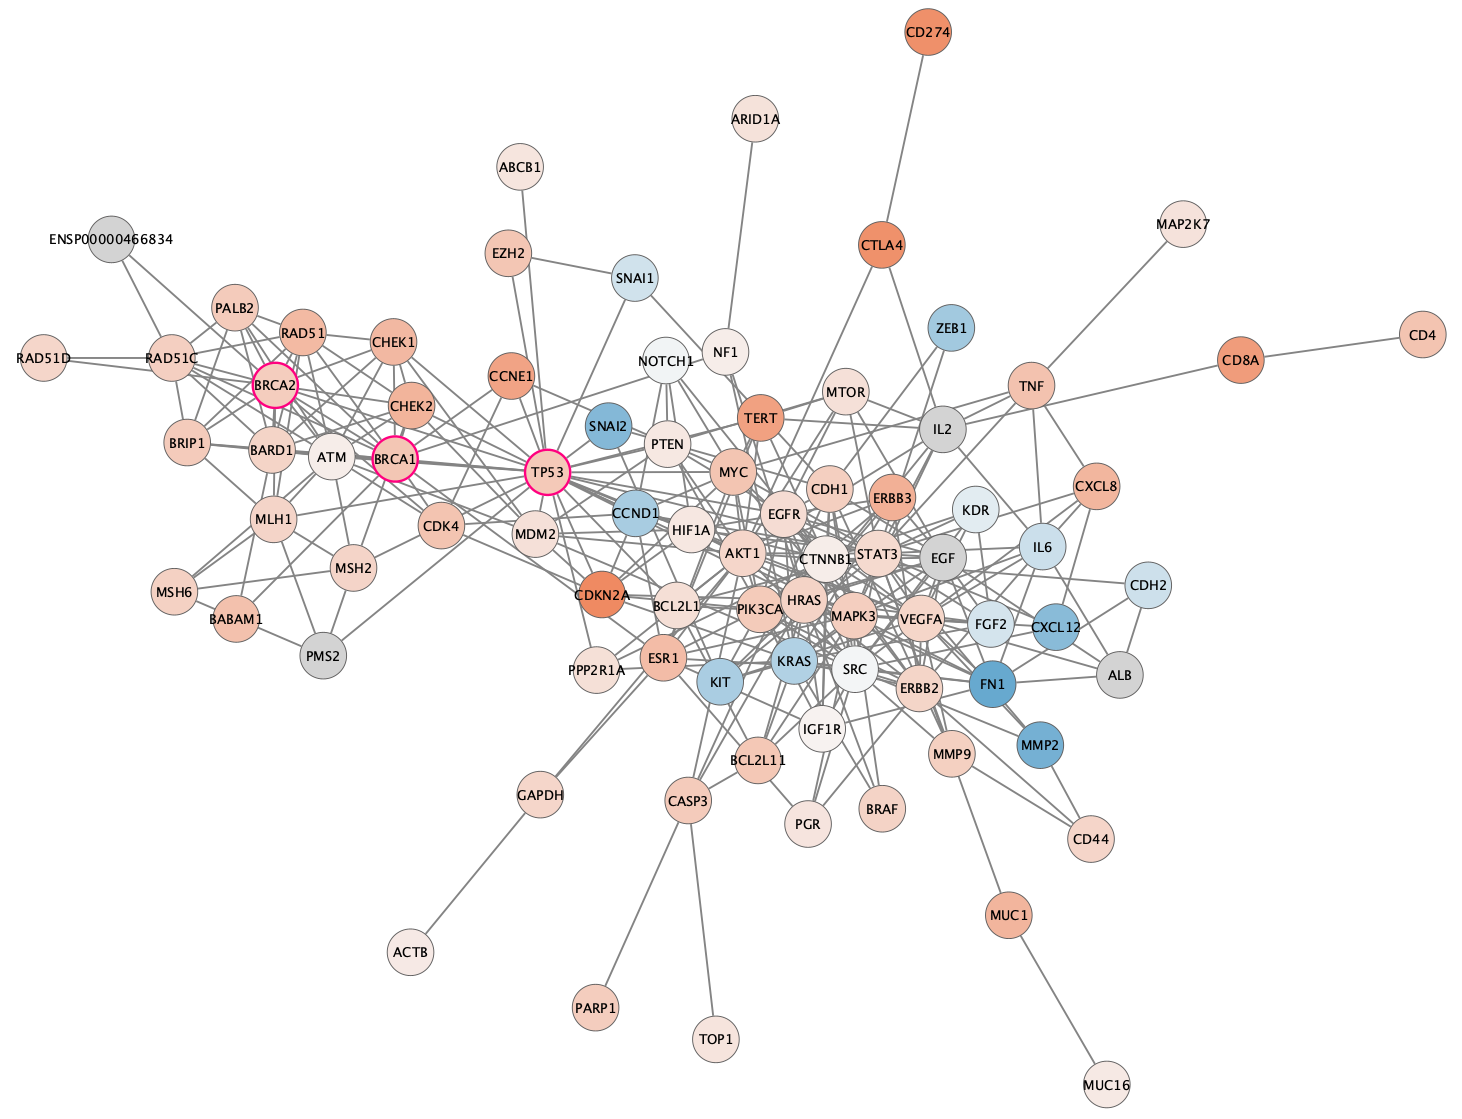 CD274
ARID1A
ABCB1
MAP2K7
ENSP00000466834
CTLA4
EZH2
SNAI1
PALB2
ZEB1
RAD51
CD4
CHEK1
NF1
RAD51D
RAD51C
NOTCH1
CD8A
CCNE1
BRCA2
TNF
MTOR
CHEK2
TERT
SNAI2
IL2
BRIP1
PTEN
BARD1
ATM
BRCA1
TP53
MYC
CXCL8
CDH1
ERBB3
KDR
CCND1
EGFR
MLH1
CDK4
HIF1A
MDM2
IL6
AKT1
STAT3
EGF
CTNNB1
MSH2
CDH2
MSH6
CDKN2A
HRAS
BCL2L1
PIK3CA
MAPK3
BABAM1
VEGFA
FGF2
CXCL12
PMS2
ESR1
KRAS
PPP2R1A
SRC
ALB
KIT
FN1
ERBB2
IGF1R
MMP2
MMP9
BCL2L11
GAPDH
CASP3
BRAF
PGR
CD44
MUC1
ACTB
PARP1
TOP1
MUC16